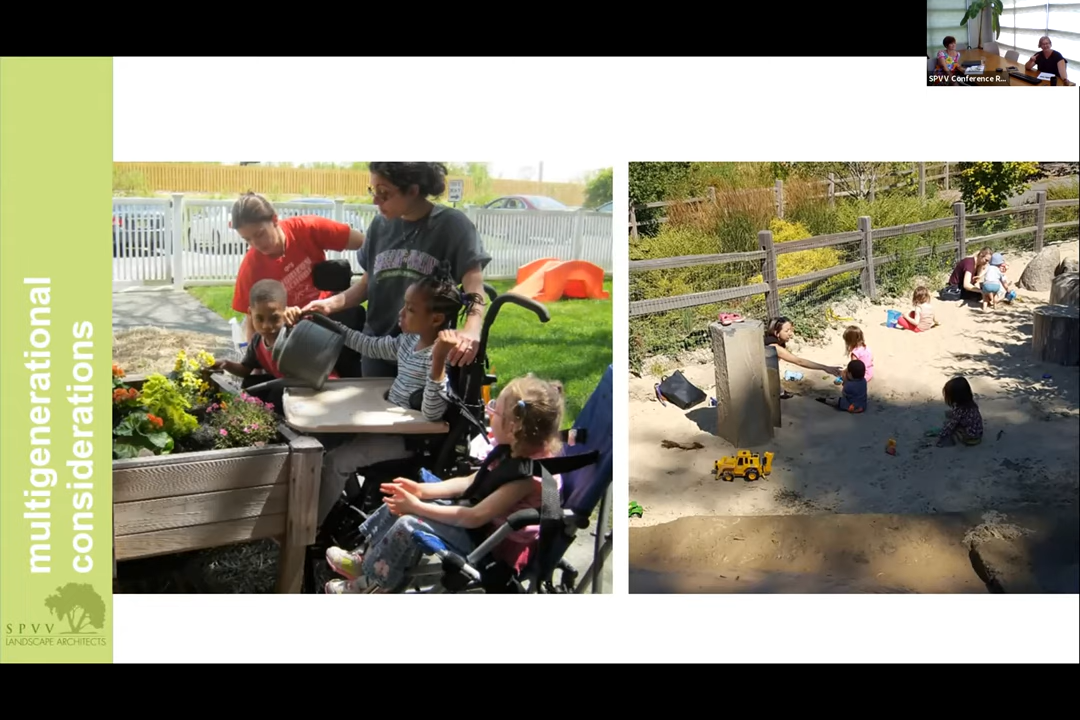 multigenerational
considerations
SPVV
LANDSCAPE ARCHITECTS
SPVV Conference R...